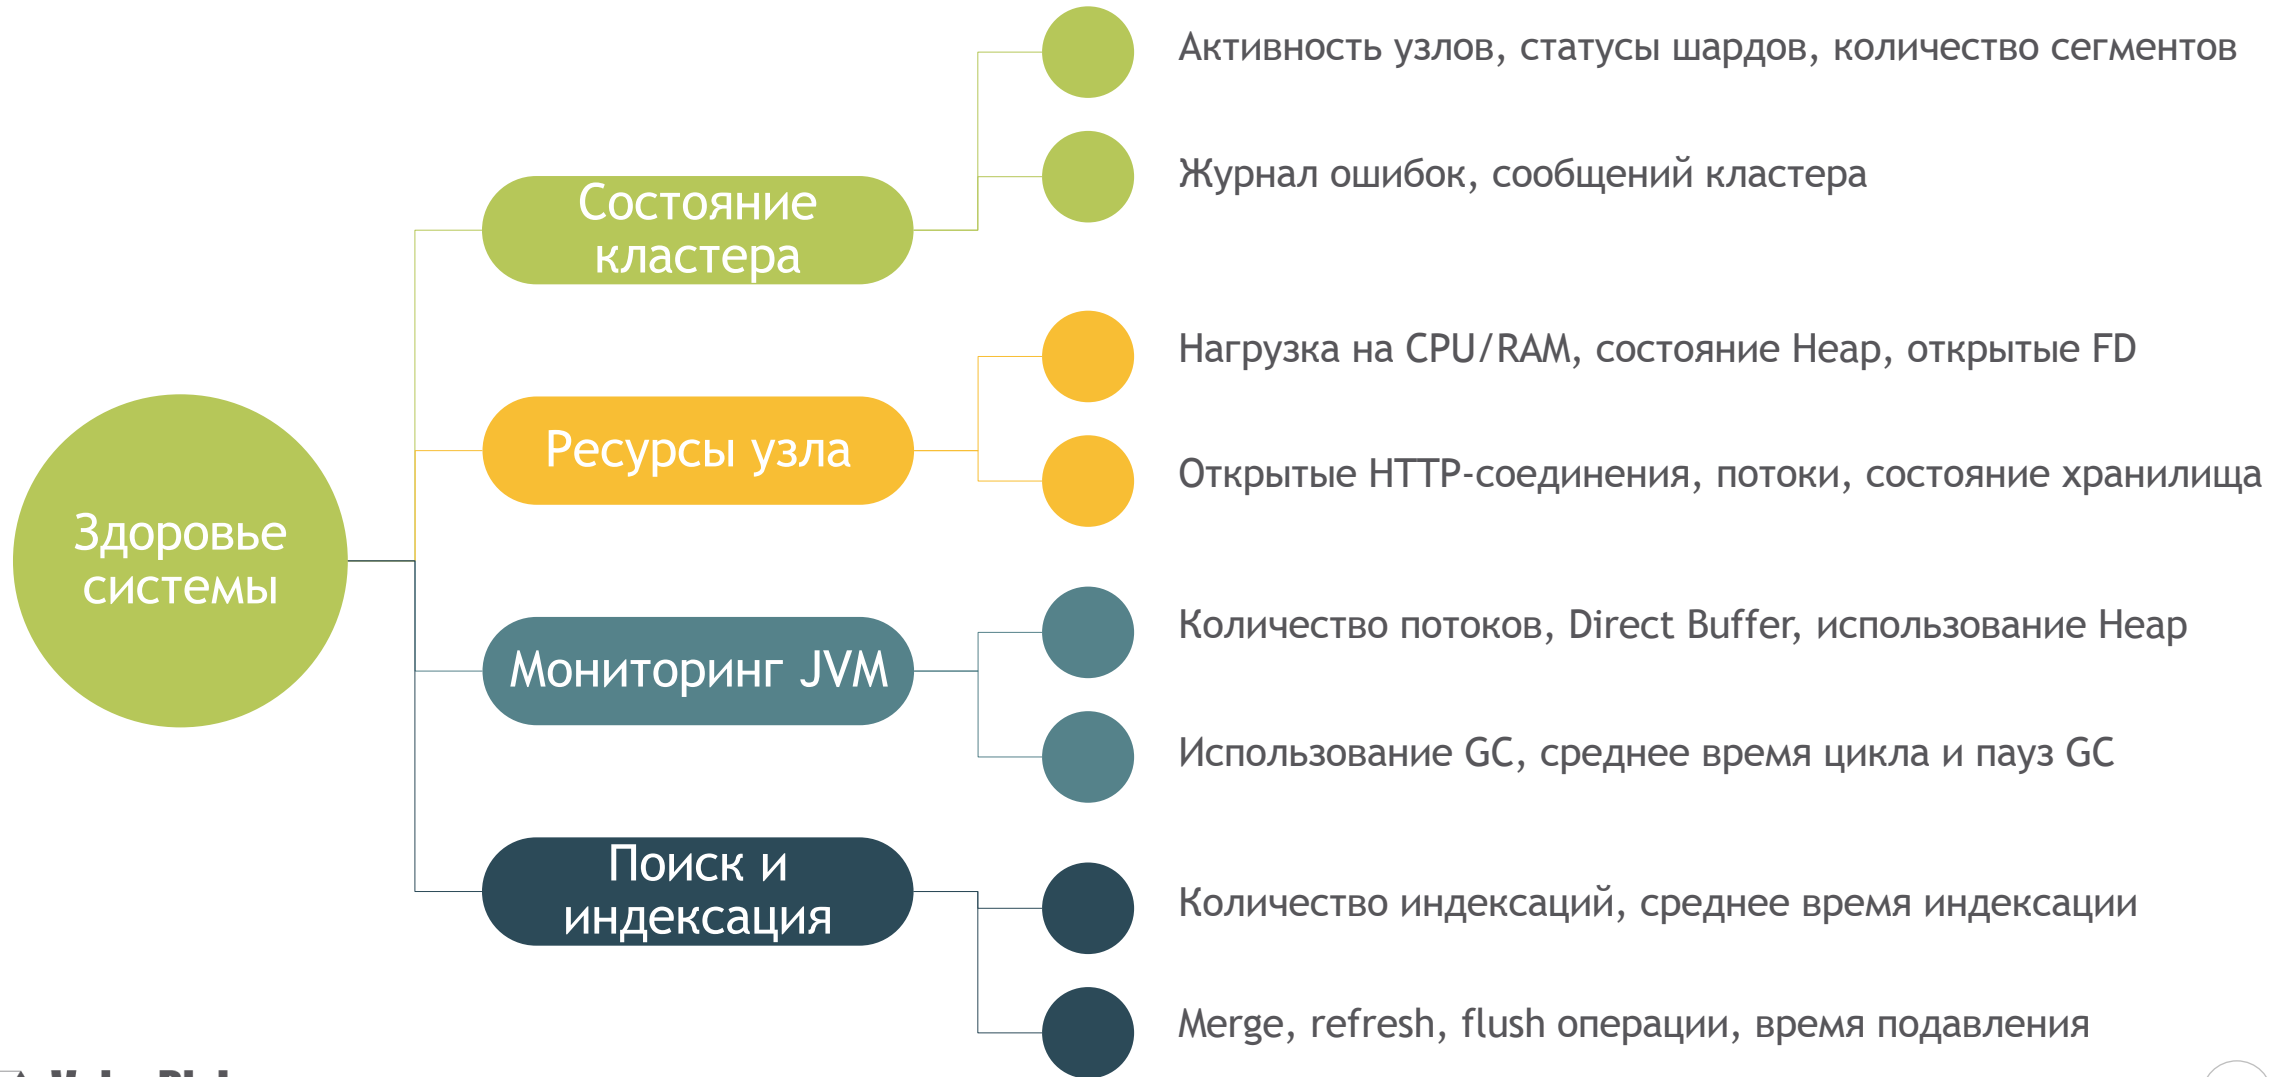 Активность узлов, статусы шардов, количество сегментов
Журнал ошибок, сообщений кластера
Состояние
кластера
Нагрузка на CPU/RAM, состояние Heap, открытые FD
Ресурсы узла
Открытые HTTP-соединения, потоки, состояние хранилища
Здоровье
системы
Количество потоков, Direct Buffer, использование Heap
Мониторинг JVM
Использование GC, среднее время цикла и пауз GC
Поиск и
индексация
Количество индексаций, среднее время индексации
Merge, refresh, flush операции, время подавления